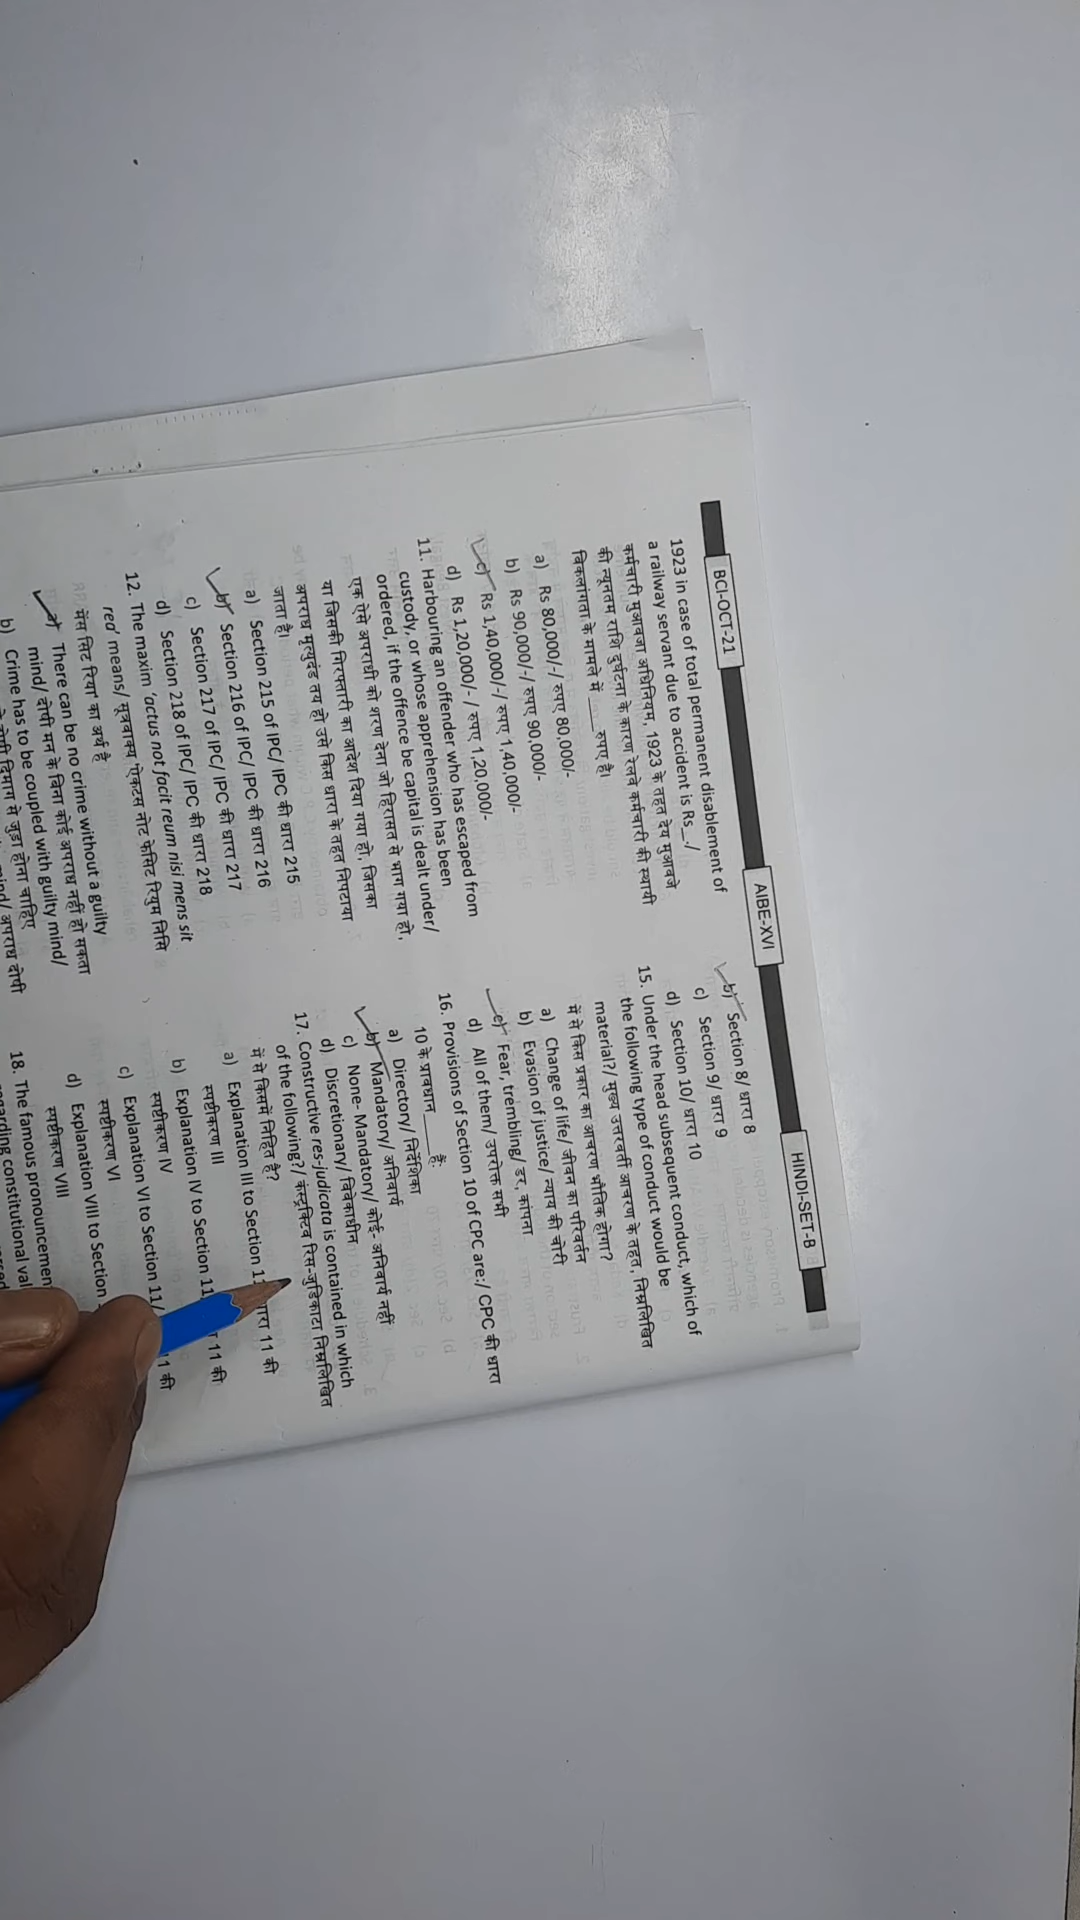 BCI-OCT-21
AIBE-XVI
HINDI-SET-B
1923 in case of total permanent disablement of
a railway servant due to accident is Rs_-/
कर्मचारी मुआवजा अधिनियम, 1923 के तहत देय मुआवजे
की न्यूनतम राशि दुर्घटना के कारण रेलवे कर्मचारी की स्थायी
विकलांगता के मामले में ___ रुपए है।
a) Rs 80,000/-/ रुपए 80,000/-
b) Rs 90,000/-/ रुपए 90,000/-
c) Rs 1,40,000/-/ रुपए 1,40,000/-
d) Rs 1,20,000/- / रुपए 1,20,000/-
11. Harbouring an offender who has escaped from
custody, or whose apprehension has been
ordered, if the offence be capital is dealt under/
एक ऐसे अपराधी को शरण देना जो हिरासत से भाग गया हो,
या जिसकी गिरफ्तारी का आदेश दिया गया हो, जिसका
अपराध मृत्युदंड तय हो उसे किस धारा के तहत निपटाया
जाता है।
a) Section 215 of IPC/ IPC की धारा 215
b) Section 216 of IPC/ IPC की धारा 216
c) Section 217 of IPC/ IPC की धारा 217
d) Section 218 of IPC/ IPC की धारा 218
12. The maxim 'actus not facit reum nisi mens sit
red' means/ सूत्रवाक्य 'ऐकटस नोट फेसिट रियुम निसि
मेंस सिट रिया' का अर्थ है
a) There can be no crime without a guilty
mind/ दोषी मन के बिना कोई अपराध नहीं हो सकता
b) Crime has to be coupled with guilty mind/
दिमाग से जुड़ा होना चाहिए
mind/ अपराध दोषी
b) Section 8/ धारा 8
c) Section 9/ धारा 9
d) Section 10/ धारा 10
15. Under the head subsequent conduct, which of
the following type of conduct would be
material?/ मुख्य उत्तरवर्ती आचरण के तहत, निम्नलिखित
में से किस प्रकार का आचरण भौतिक होगा?
a) Change of life/ जीवन का परिवर्तन
b) Evasion of justice/ न्याय की चोरी
c) Fear, trembling/ डर, कांपना
d) All of them/ उपरोक्त सभी
16. Provisions of Section 10 of CPC are:/ CPC की धारा
10 के प्रावधान ____ हैं:
a) Directory/ निर्देशिका
b) Mandatory/ अनिवार्य
c) None- Mandatory/ कोई- अनिवार्य नहीं
d) Discretionary/ विवेकाधीन
17. Constructive res-judicata is contained in which
of the following?/ कंस्ट्रक्टिव रिस-जुडिकाटा निम्नलिखित
में से किसमें निहित है?
a) Explanation III to Section 11 धारा 11 की
स्पष्टीकरण III
b) Explanation IV to Section 11 11 की
स्पष्टीकरण IV
c) Explanation VI to Section 11/ 11 की
स्पष्टीकरण VI
d) Explanation VIII to Section
स्पष्टीकरण VIII
18. The famous pronouncemen
constitutional val